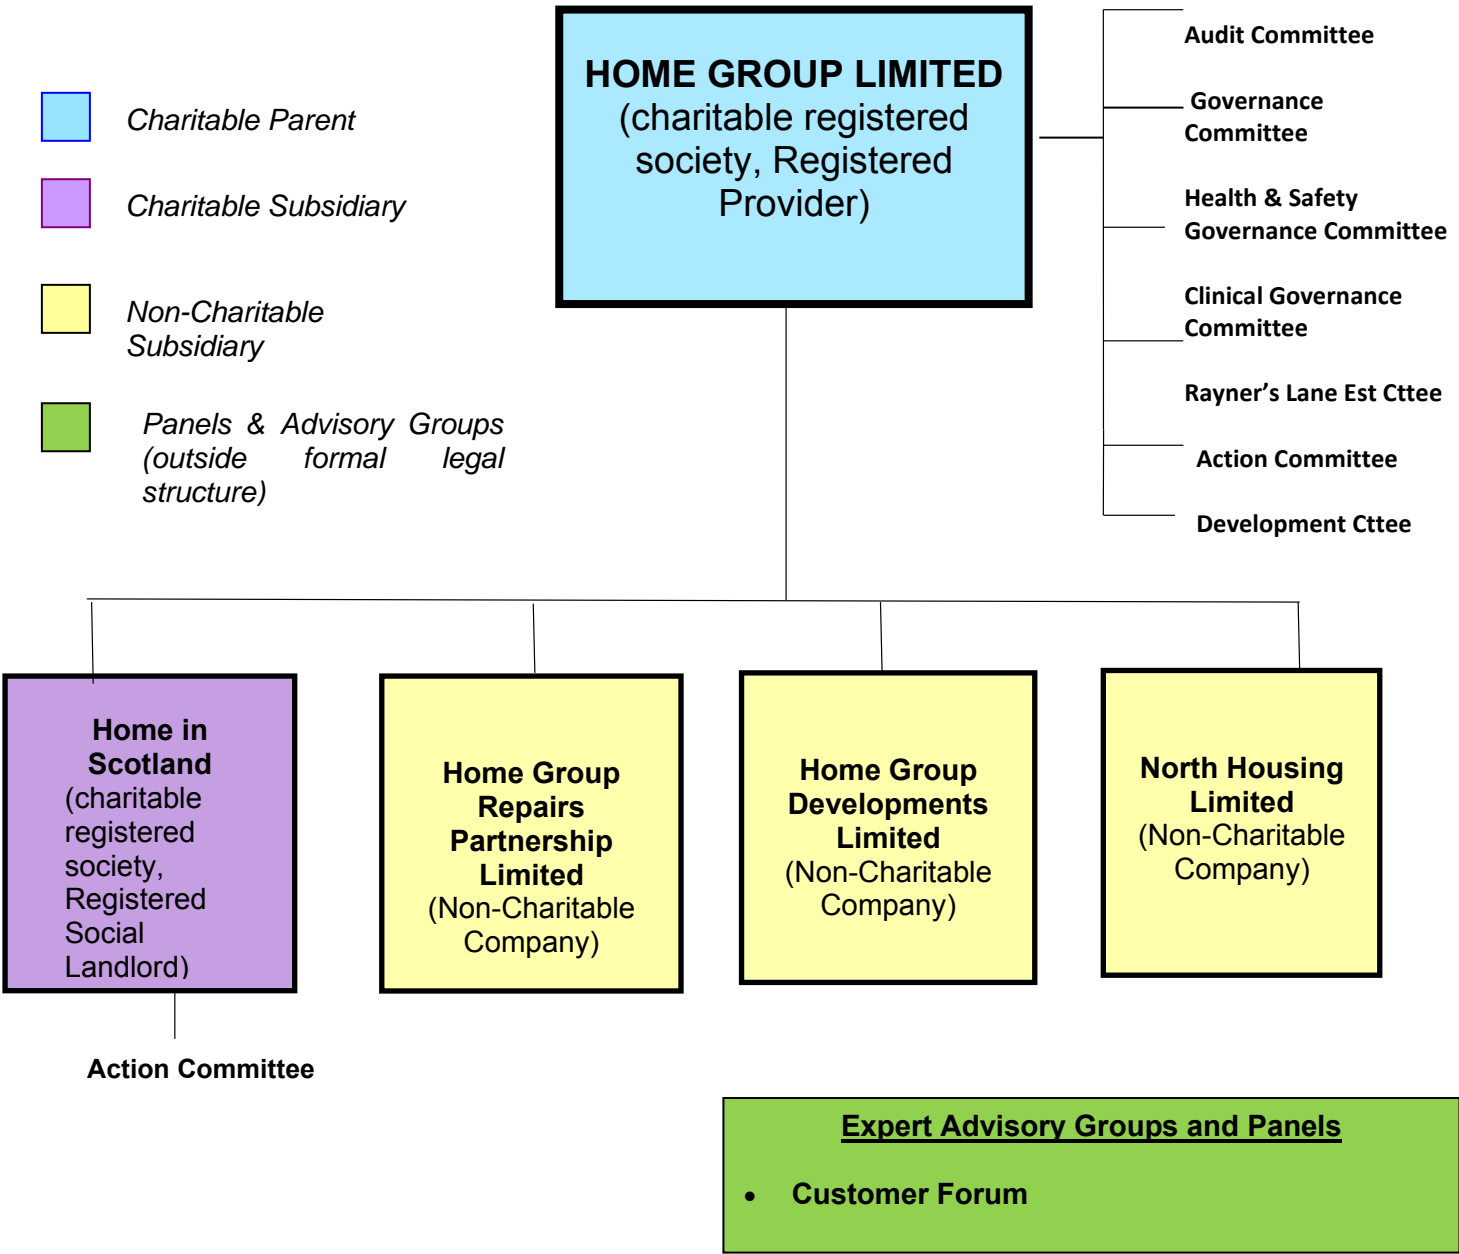 HOME GROUP LIMITED
(charitable registered
society, Registered
Provider)
Audit Committee
Governance
Committee
Health & Safety
Governance Committee
Clinical Governance
Committee
Rayner’s Lane Est Cttee
Action Committee
Development Cttee
Charitable Parent
Charitable Subsidiary
Non-Charitable
Subsidiary
Panels & Advisory Groups
(outside formal legal
structure)
Home in
Scotland
(charitable
registered
society,
Registered
Social
Landlord)
Action Committee
Home Group
Repairs
Partnership
Limited
(Non-Charitable
Company)
Home Group
Developments
Limited
(Non-Charitable
Company)
North Housing
Limited
(Non-Charitable
Company)
Expert Advisory Groups and Panels
• Customer Forum